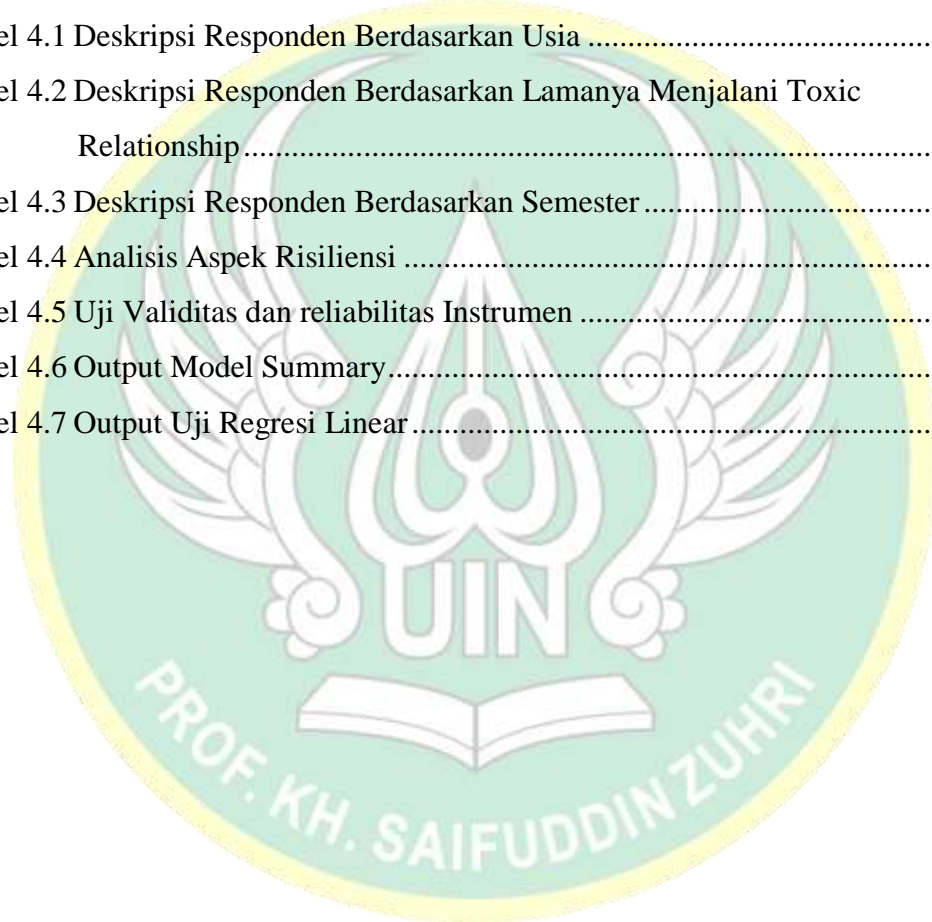 el 4.1 Deskripsi Responden Berdasarkan Usia ........................................
el 4.2 Deskripsi Responden Berdasarkan Lamanya Menjalani Toxic
Relationship................................................................................
el 4.3 Deskripsi Responden Berdasarkan Semester .................................
el 4.4 Analisis Aspek Risiliensi ..............................................................
el 4.5 Uji Validitas dan reliabilitas Instrumen ........................................
el 4.6 Output Model Summary................................................................
el 4.7 Output Uji Regresi Linear .............................................................
UIN
PROF. KH. SAIFUDDIN ZUHRI